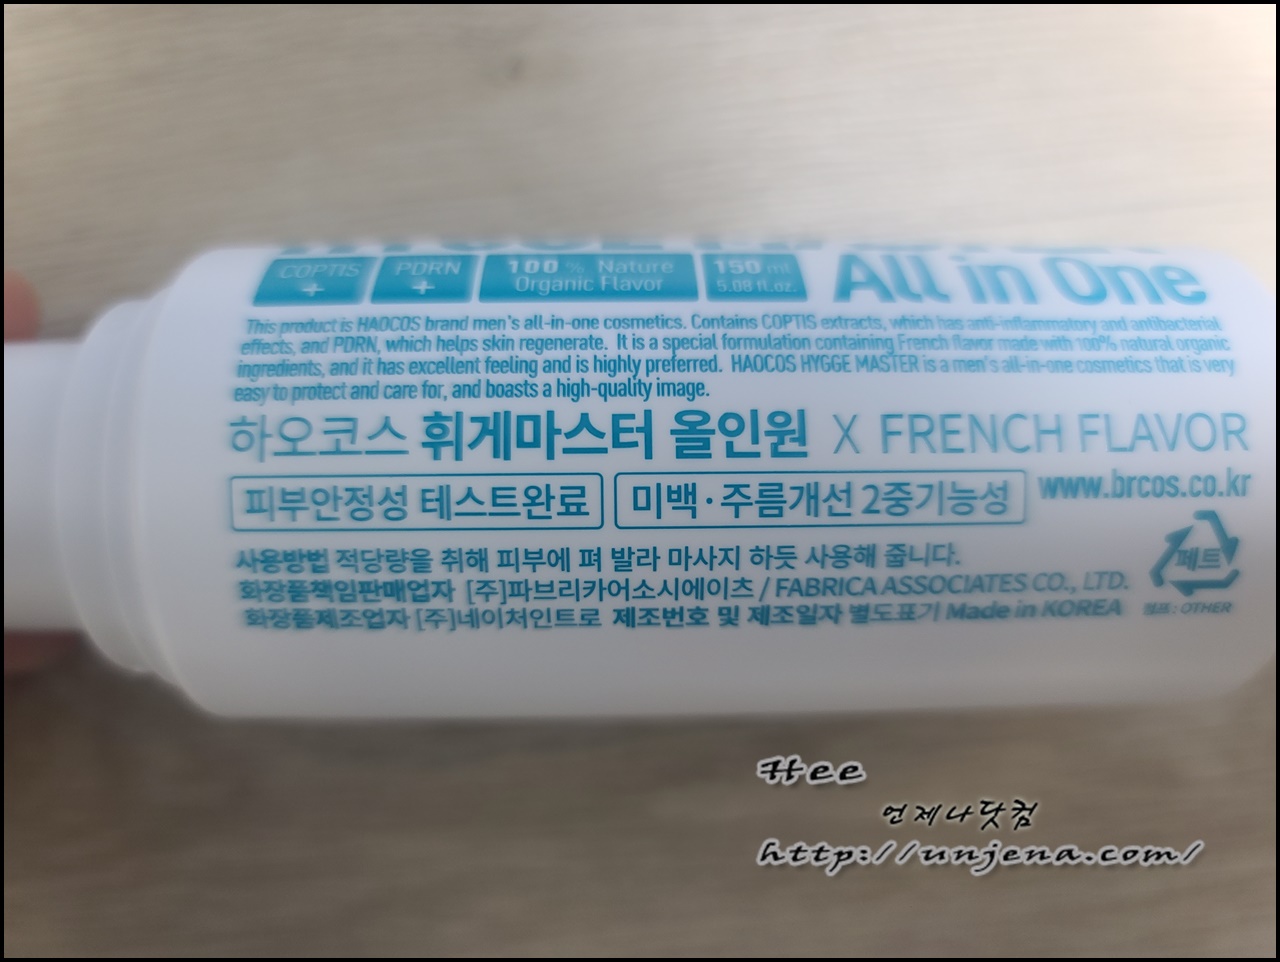 COPTIS PDRN 100 % Nature 150 ml All in One
+ + Organic Flavor 5.08 fl.oz.
This product is HAOCOS brand men's all-in-one cosmetics. Contains COPTIS extracts, which has anti-inflammatory and antibacterial
effects, and PDRN, which helps skin regenerate. It is a special formulation containing French flavor made with 100% natural organic
ingredients, and it has excellent feeling and is highly preferred. HAOCOS HYGGE MASTER is a men's all-in-one cosmetics that is very
easy to protect and care for, and boasts a high-quality image.
하오코스 휘게마스터 올인원 X FRENCH FLAVOR
피부안정성 테스트완료 미백·주름개선 2중기능성 www.brcos.co.kr
사용방법 적당량을 취해 피부에 펴 발라 마사지 하듯 사용해 줍니다.
화장품책임판매업자 [주]파브리카어소시에이츠 / FABRICA ASSOCIATES CO., LTD.
화장품제조업자 [주]네이처인트로 제조번호 및 제조일자 별도표기 Made in KOREA
페트
펌프 : OTHER
Hee
언제나닷컴
http://unjena.com/